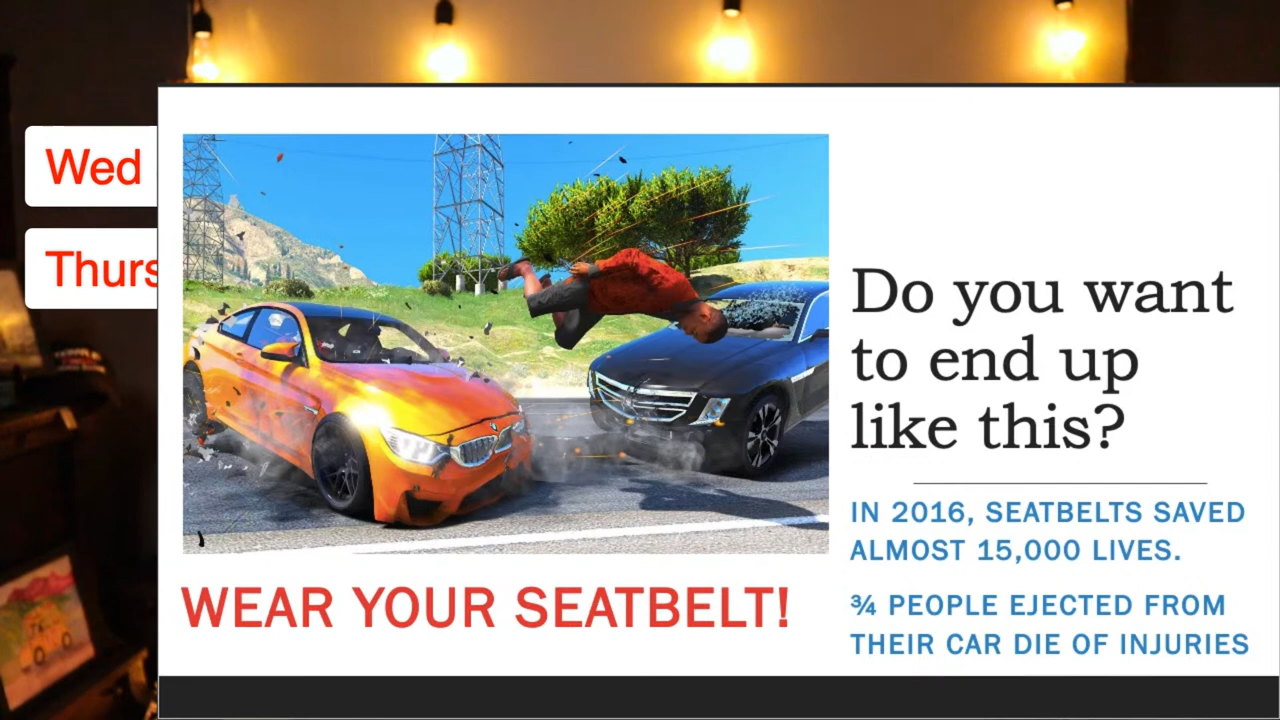 Wed
Thurs
Do you want
to end up
like this?
IN 2016, SEATBELTS SAVED
ALMOST 15,000 LIVES.
¾ PEOPLE EJECTED FROM
THEIR CAR DIE OF INJURIES
WEAR YOUR SEATBELT!